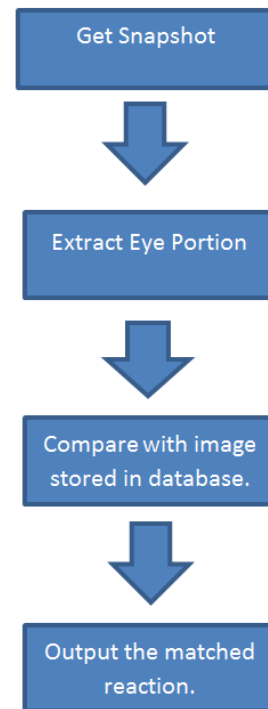 Get Snapshot
Extract Eye Portion
Compare with image
stored in database.
Output the matched
reaction.